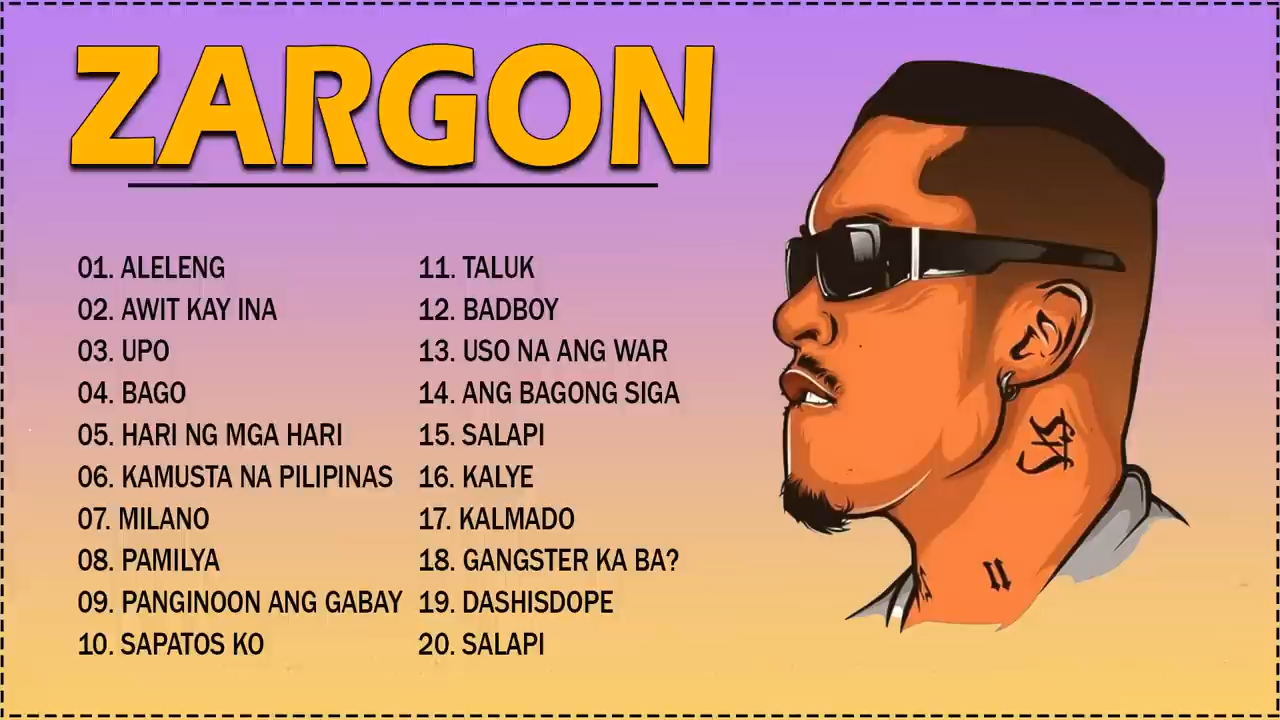 ZARGON
01. ALELENG
02. AWIT KAY INA
03. UPO
04. BAGO
05. HARI NG MGA HARI
06. KAMUSTA NA PILIPINAS
07. MILANO
08. PAMILYA
09. PANGINOON ANG GABAY
10. SAPATOS KO
11. TALUK
12. BADBOY
13. USO NA ANG WAR
14. ANG BAGONG SIGA
15. SALAPI
16. KALYE
17. KALMADO
18. GANGSTER KA BA?
19. DASHISDOPE
20. SALAPI